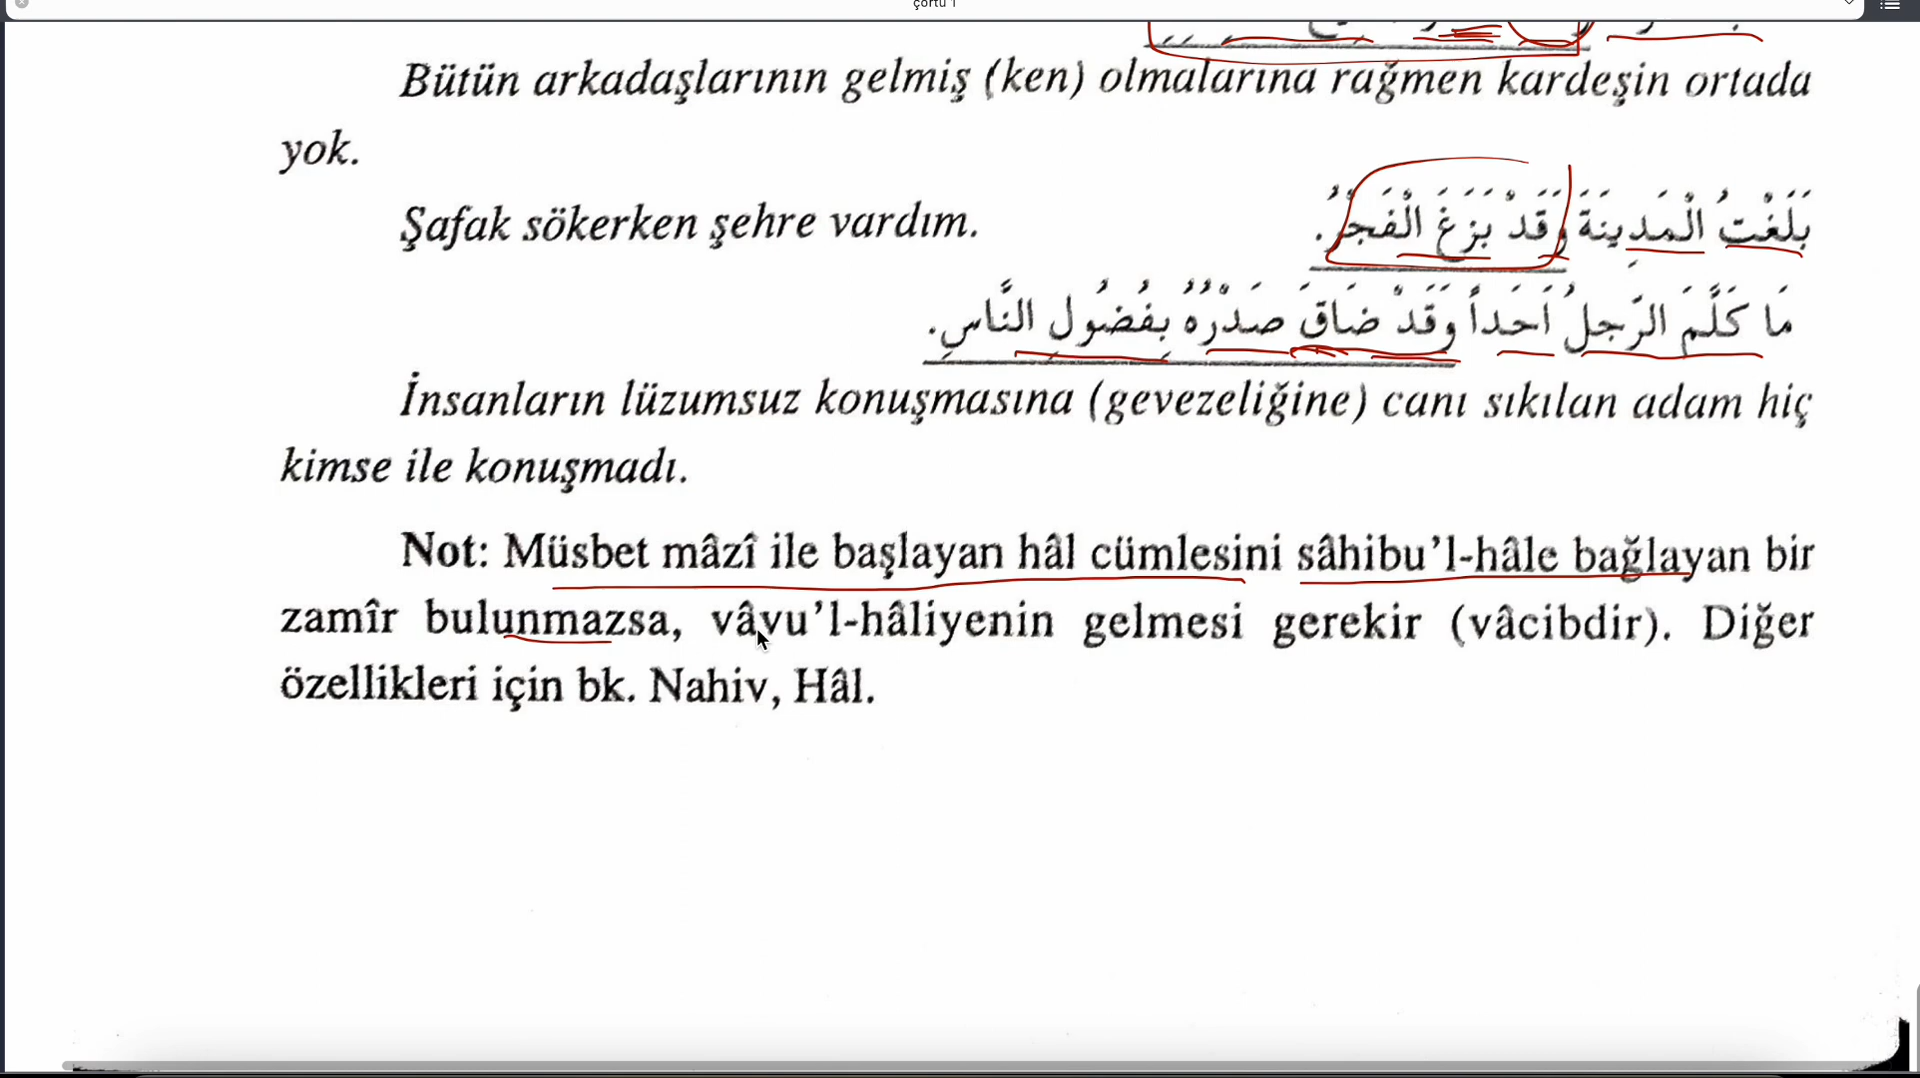 çörtü 1
Bütün arkadaşlarının gelmiş (ken) olmalarına rağmen kardeşin ortada
yok.
Şafak sökerken şehre vardım. بَلَغْتُ الْمَدِينَةَ وَقَدْ بَزَغَ الْفَجْرُ.
مَا كَلَّمَ الرَّجلُ اَحَداً وَقَدْ ضَاقَ صَدْرُهُ بِفُضُولِ النَّاسِ.
İnsanların lüzumsuz konuşmasına (gevezeliğine) canı sıkılan adam hiç
kimse ile konuşmadı.
Not: Müsbet mâzî ile başlayan hâl cümlesini sâhibu’l-hâle bağlayan bir
zamîr bulunmazsa, vâvu’l-hâliyenin gelmesi gerekir (vâcibdir). Diğer
özellikleri için bk. Nahiv, Hâl.